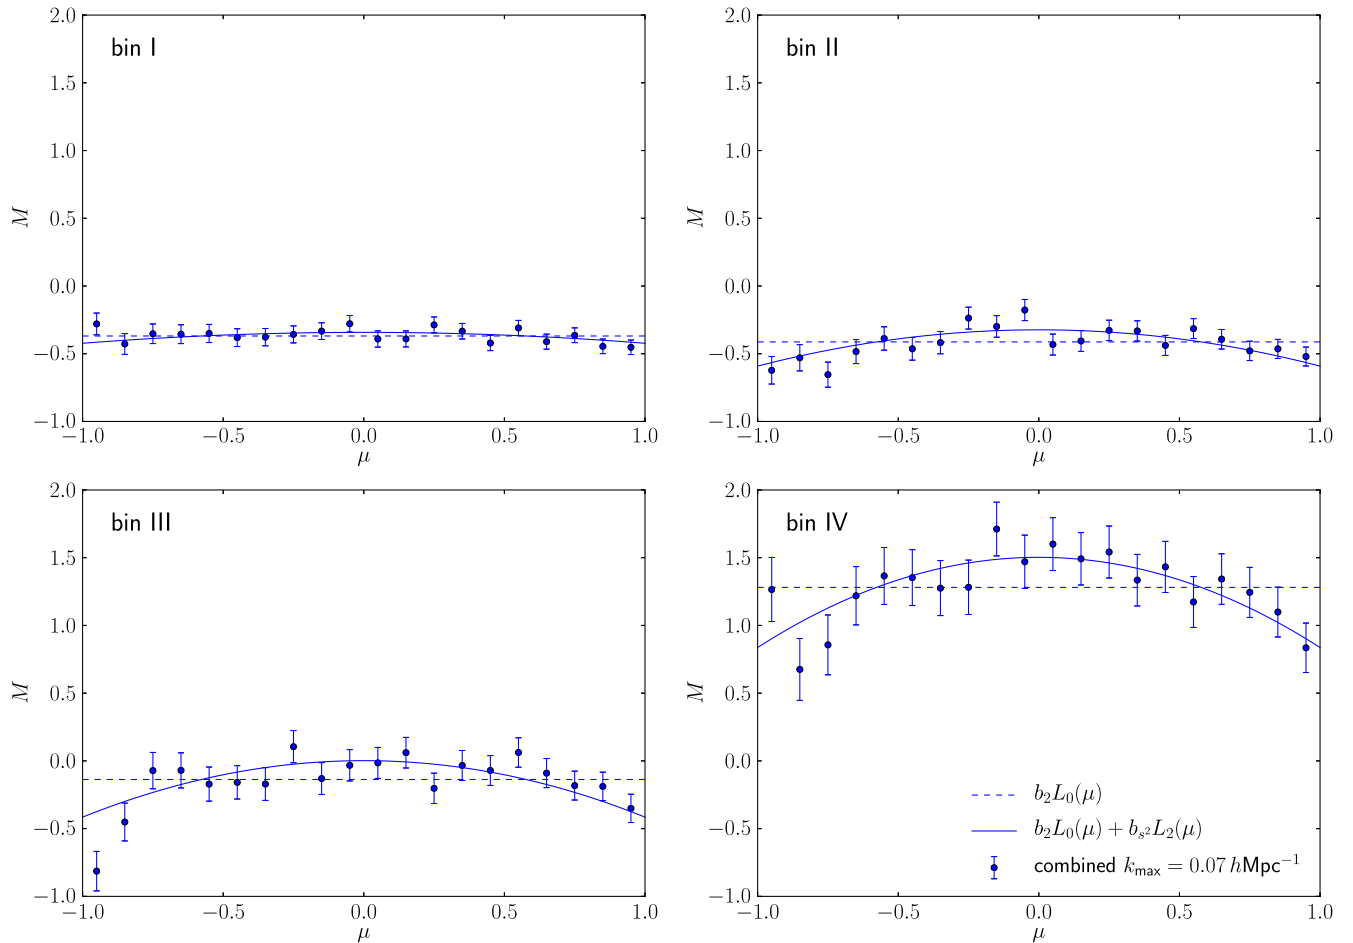 bin I
2.0
1.5
1.0
0.5
0.0
−0.5
−1.0
M
−1.0 −0.5 0.0 0.5 1.0
μ
bin II
2.0
1.5
1.0
0.5
0.0
−0.5
−1.0
M
−1.0 −0.5 0.0 0.5 1.0
μ
bin III
2.0
1.5
1.0
0.5
0.0
−0.5
−1.0
M
−1.0 −0.5 0.0 0.5 1.0
μ
bin IV
2.0
1.5
1.0
0.5
0.0
−0.5
−1.0
M
−1.0 −0.5 0.0 0.5 1.0
μ
b₂L₀(μ)
b₂L₀(μ) + b_{s²}L₂(μ)
combined k_{max} = 0.07 hMpc⁻¹